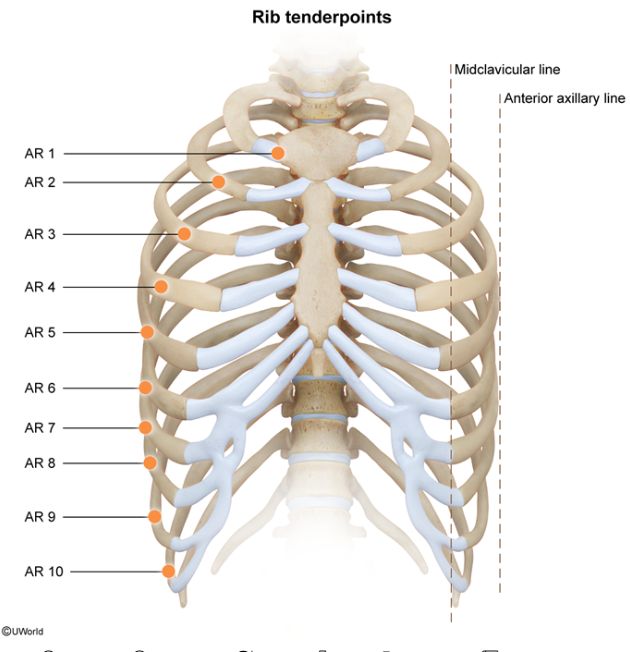 Rib tenderpoints
Midclavicular line
Anterior axillary line
AR 1
AR 2
AR 3
AR 4
AR 5
AR 6
AR 7
AR 8
AR 9
AR 10
©UWorld